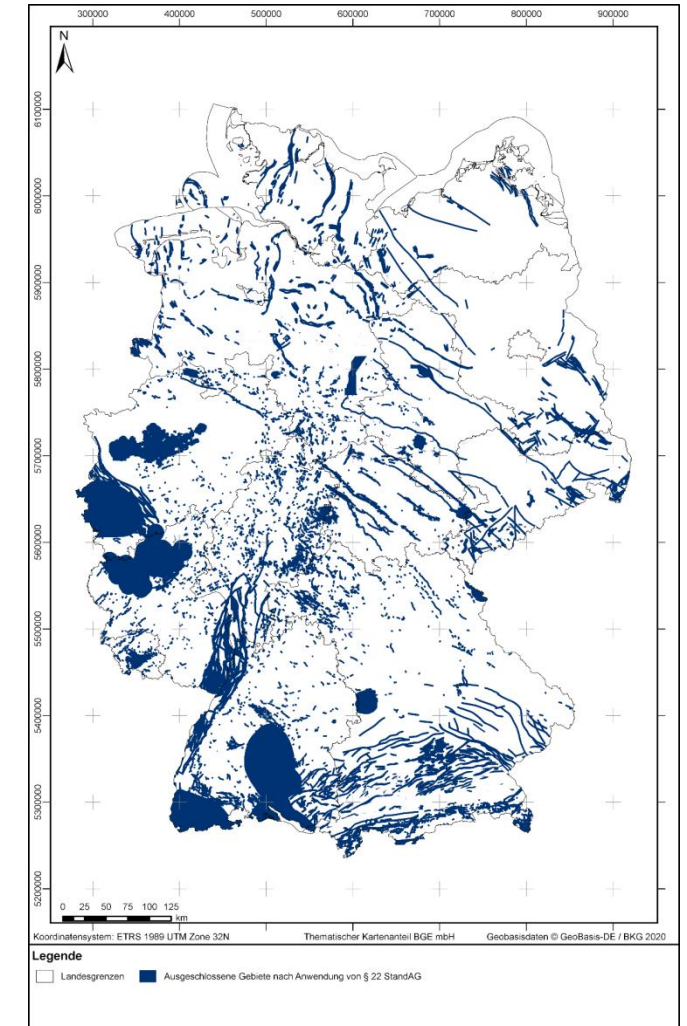 300000 400000 500000 600000 700000 800000 900000
N
6100000
6000000
5900000
5800000
5700000
5600000
5500000
5400000
5300000
5200000
0 25 50 75 100 125
km
Koordinatensystem: ETRS 1989 UTM Zone 32N Thematischer Kartenanteil BGE mbH Geobasisdaten © GeoBasis-DE / BKG 2020
Legende
Landesgrenzen Ausgeschlossene Gebiete nach Anwendung von § 22 StandAG